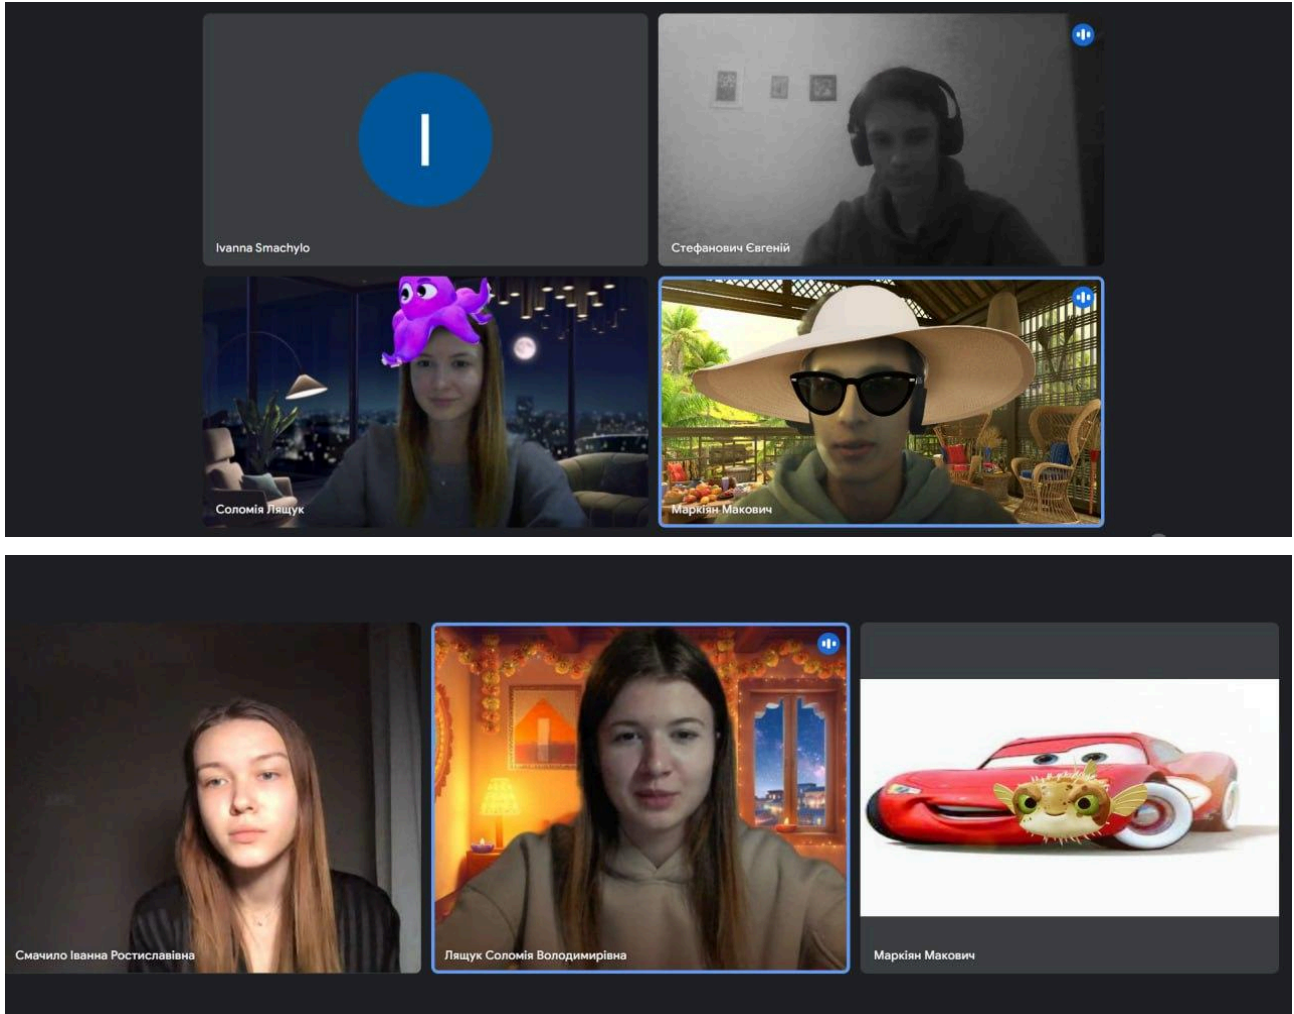 I
Ivanna Smachylo
Стефанович Євгеній
Соломія Лящук
Маркіян Макович
Смачило Іванна Ростиславівна
Лящук Соломія Володимирівна
Маркіян Макович